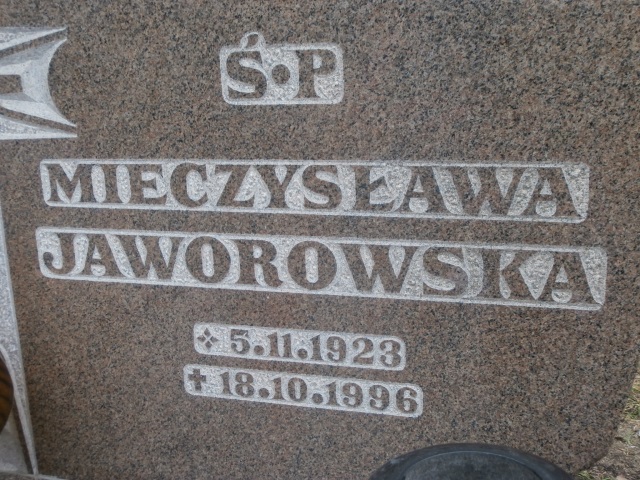 Ś•P
MIECZYSŁAWA
JAWOROWSKA
5.11.1923
✝ 18.10.1996